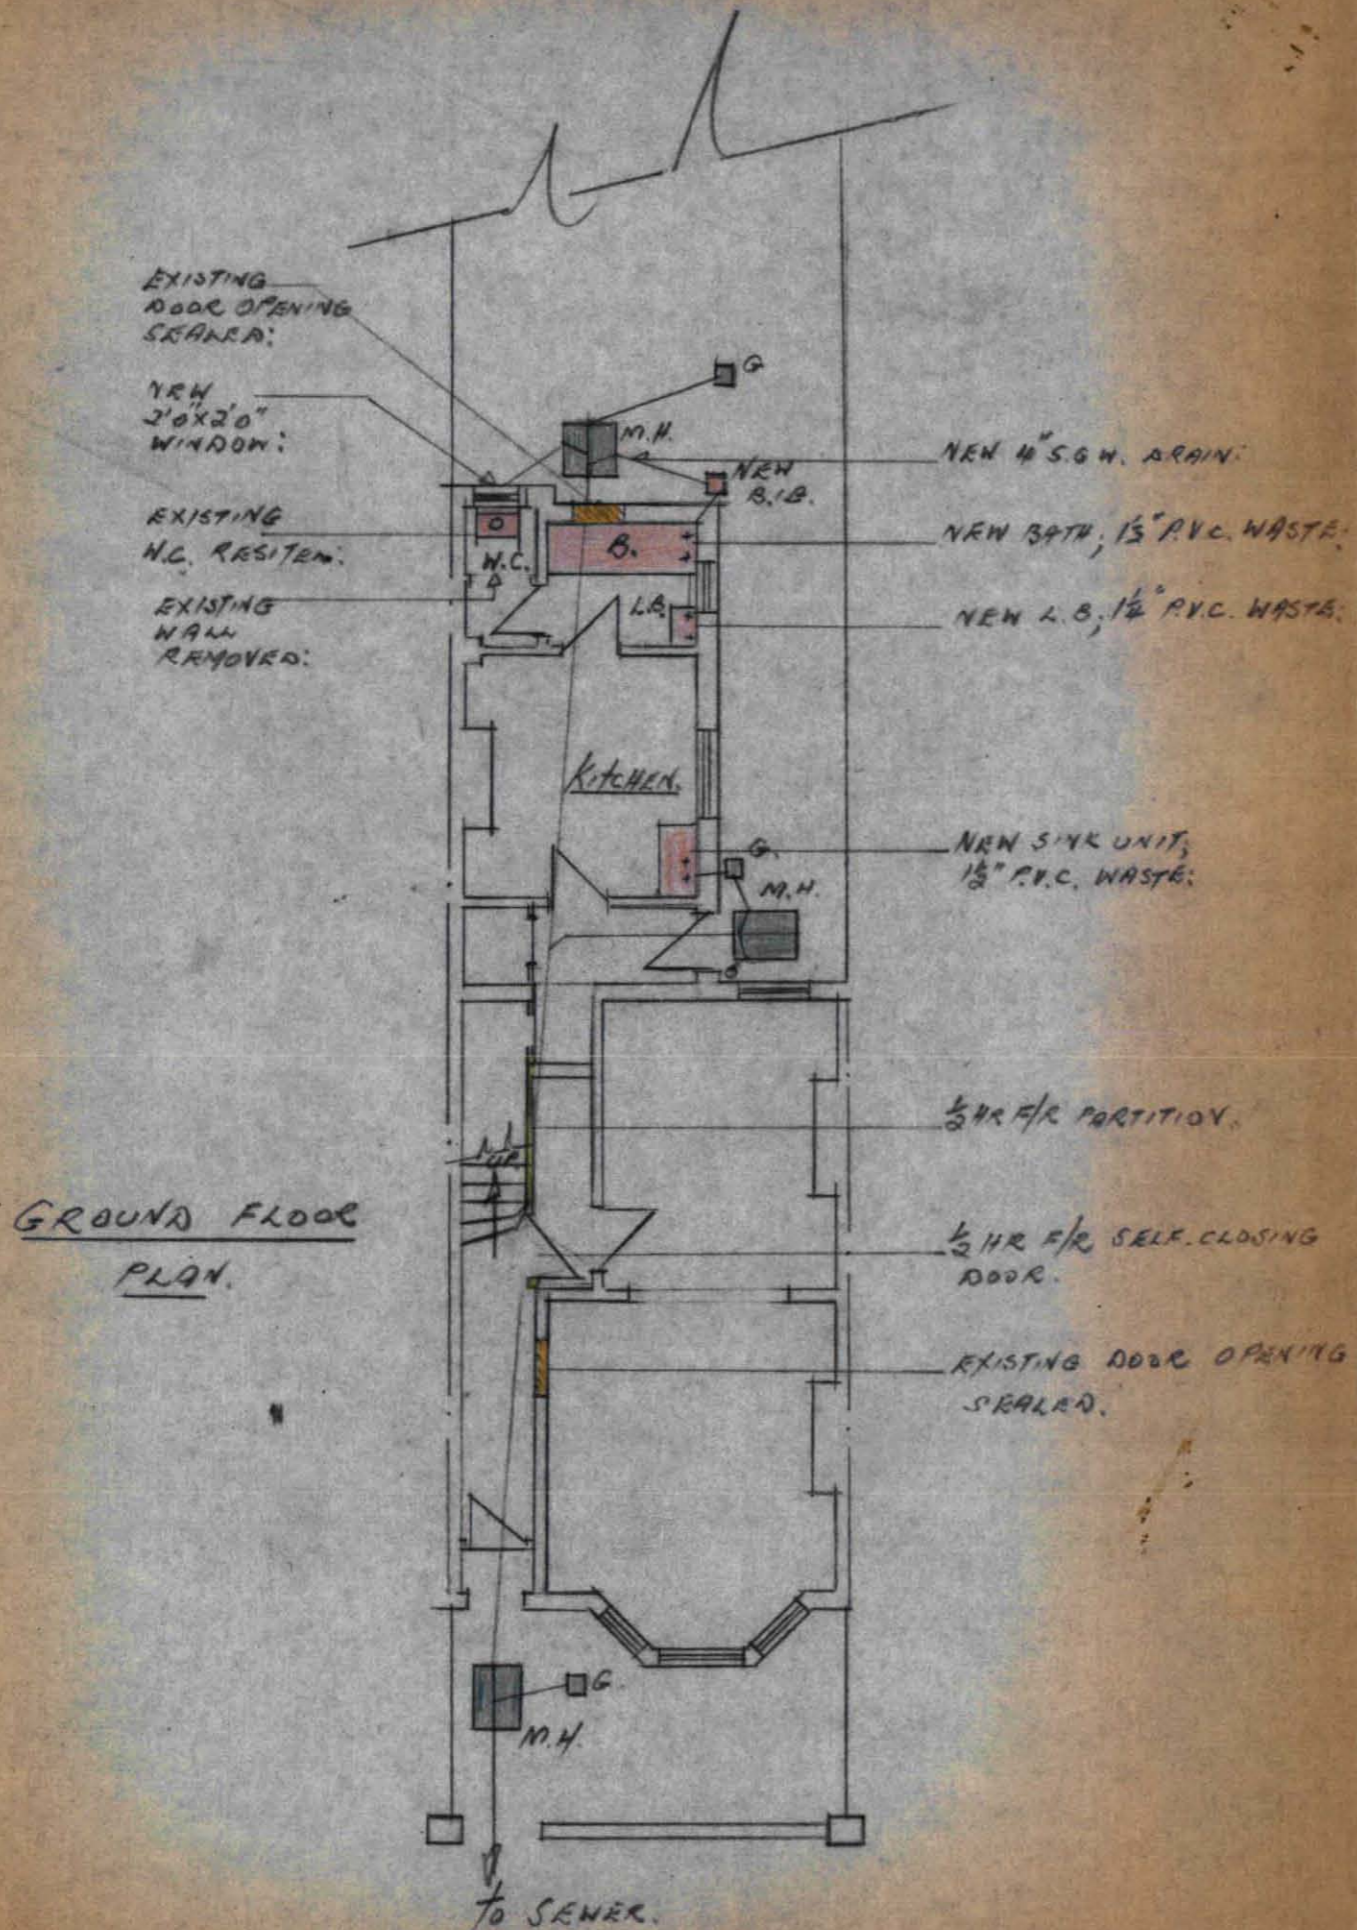 EXISTING
DOOR OPENING
SEALED:
NEW
2'0"X2'0"
WINDOW:
EXISTING
W.C. RESITED:
EXISTING
WALL
REMOVED:
G
M.H.
NEW
B.I.G.
W.C.
B.
L.B.
KITCHEN.
G.
M.H.
NEW 4" S.G.W. DRAIN:
NEW BATH; 1½" P.V.C. WASTE:
NEW L.B; 1¼" P.V.C. WASTE:
NEW SINK UNIT;
1½" P.V.C. WASTE:
½ HR F/R PARTITION.
UP
½ HR F/R SELF-CLOSING
DOOR.
EXISTING DOOR OPENING
SEALED.
GROUND FLOOR
PLAN.
G.
M.H.
TO SEWER.